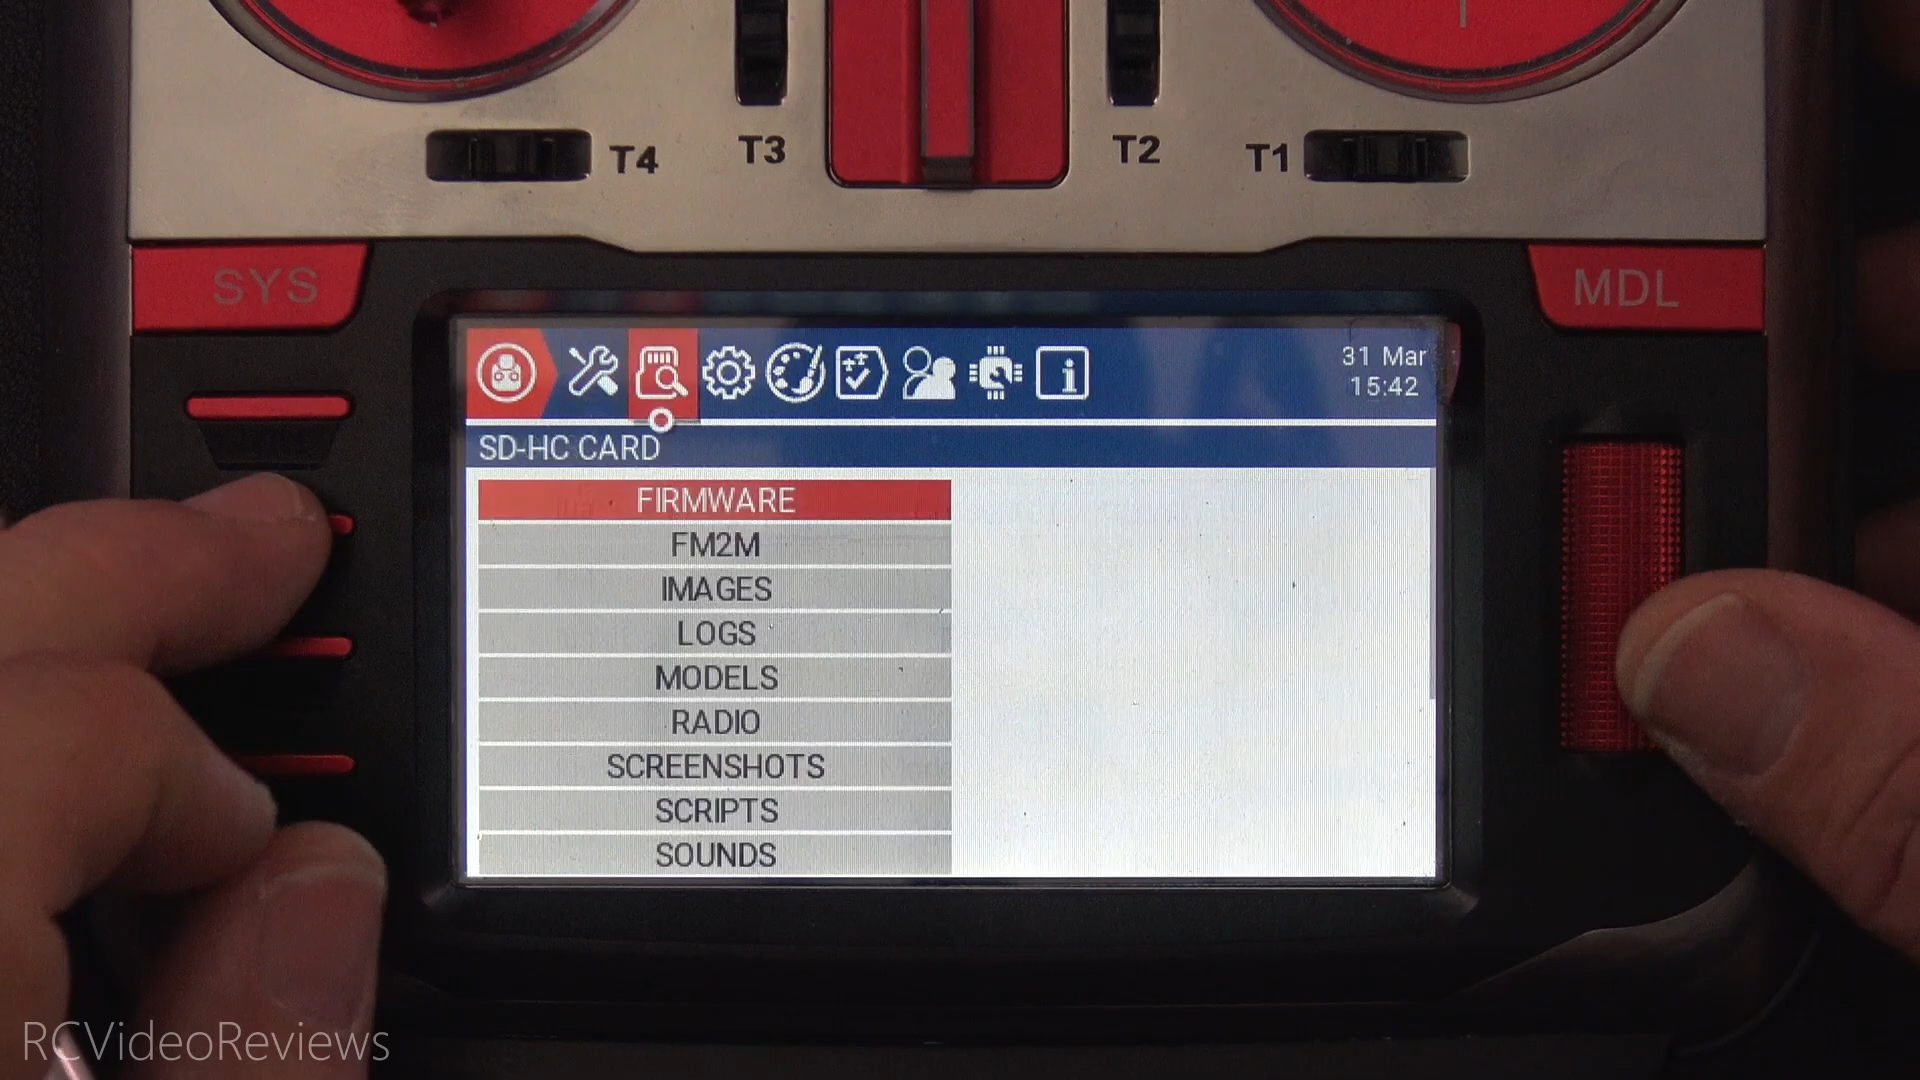 T4
T3
T2
T1
SYS
MDL
31 Mar
15:42
SD-HC CARD
FIRMWARE
FM2M
IMAGES
LOGS
MODELS
RADIO
SCREENSHOTS
SCRIPTS
SOUNDS
RCVideoReviews